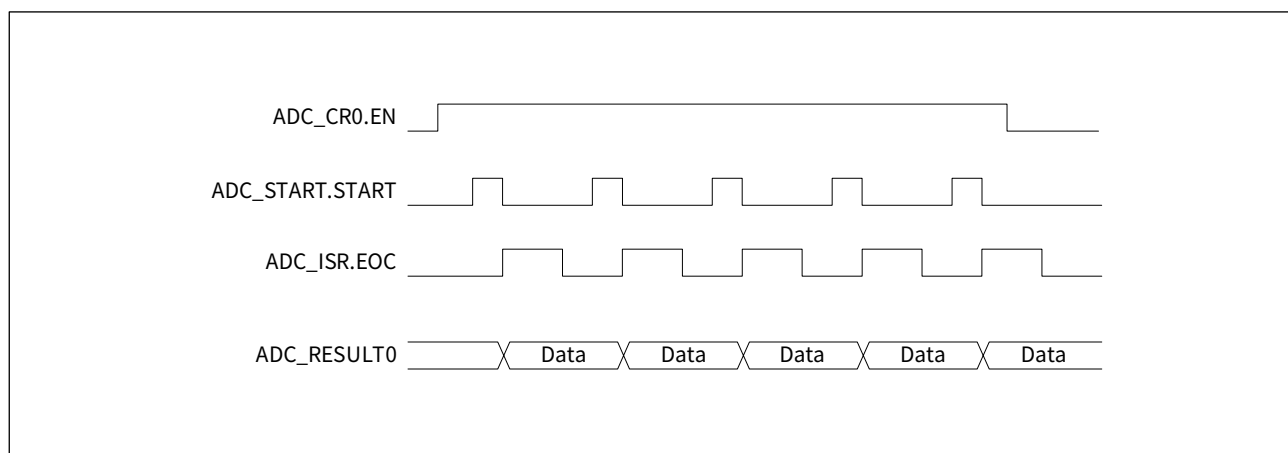 ADC_CR0.EN
ADC_START.START
ADC_ISR.EOC
ADC_RESULT0 Data Data Data Data Data